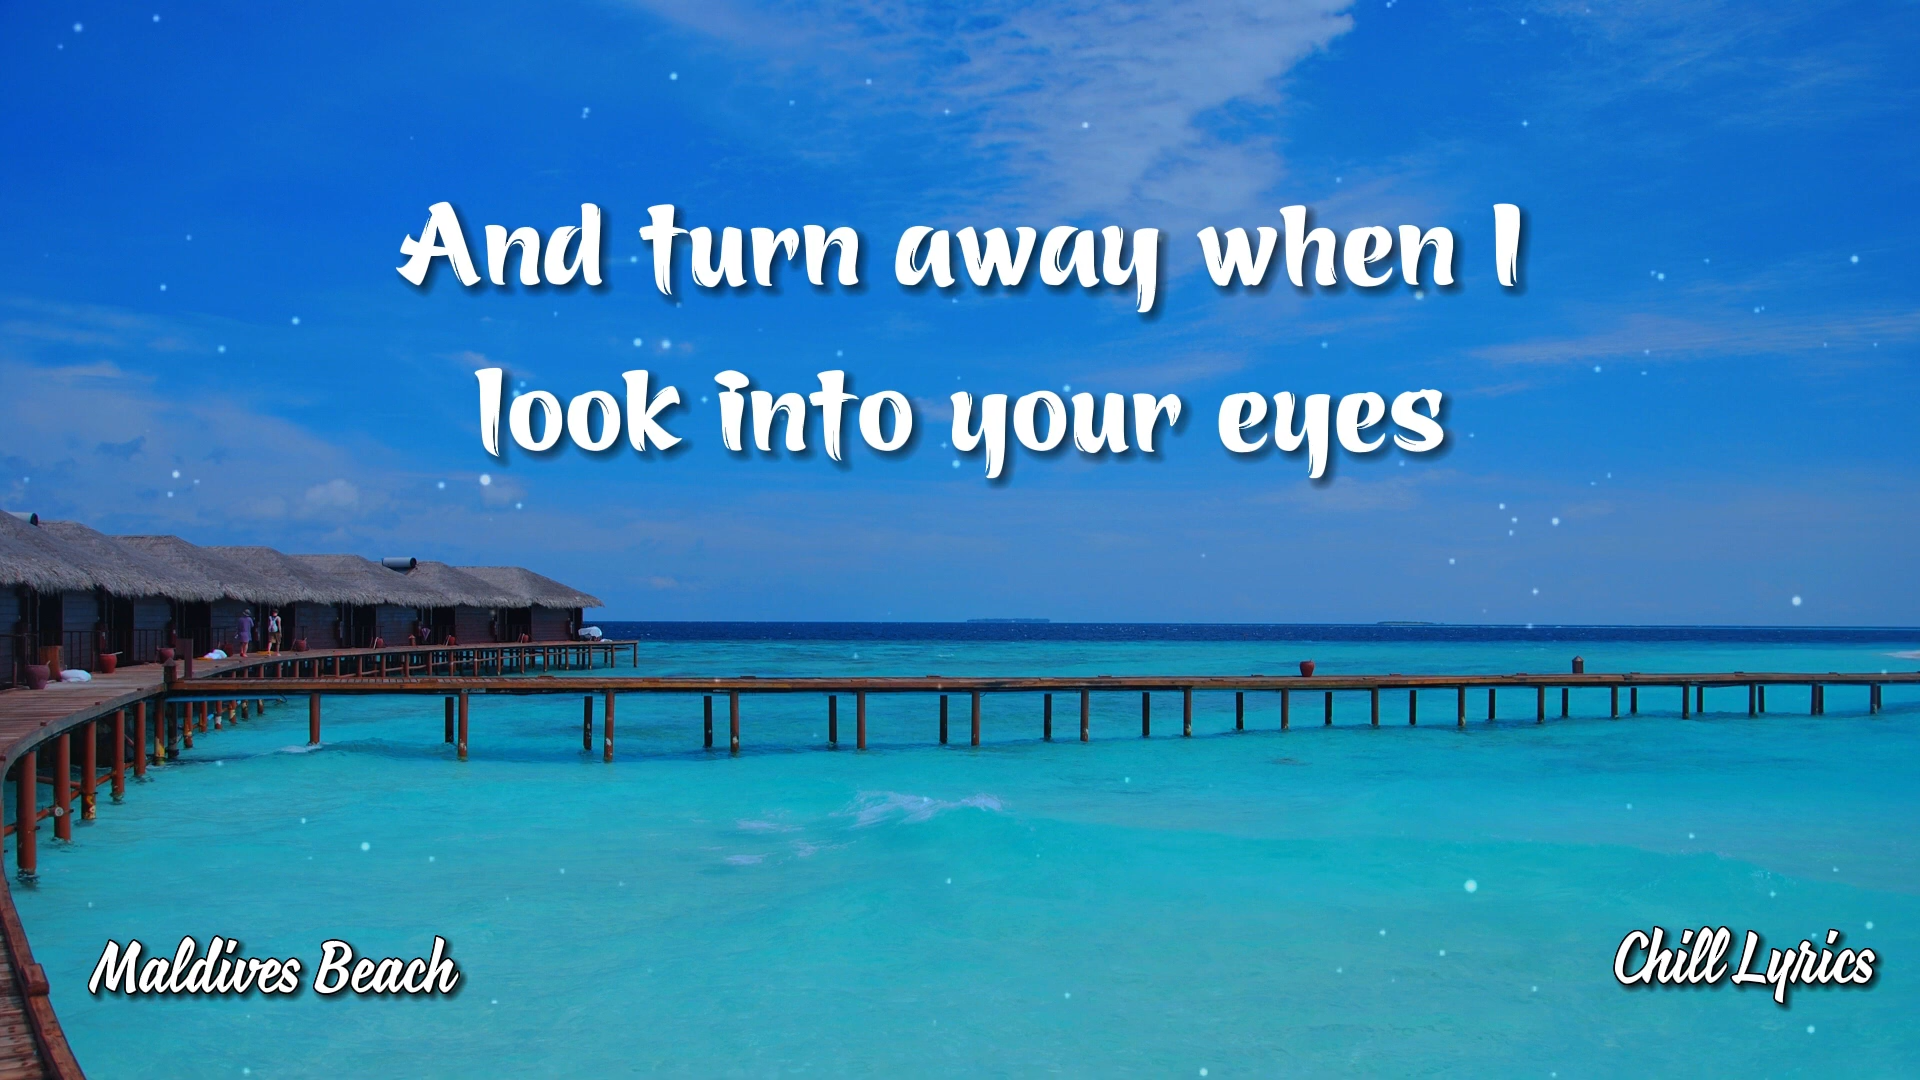 And turn away when I
look into your eyes
Maldives Beach
Chill Lyrics